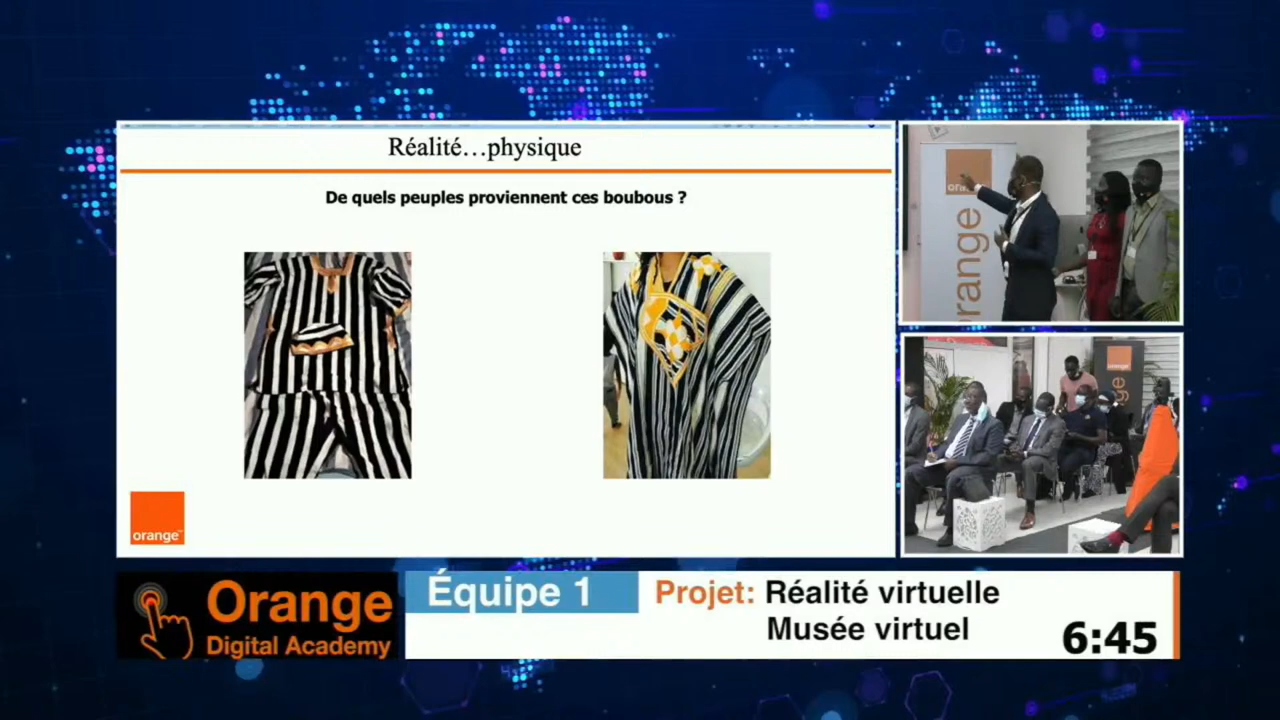 Réalité…physique
De quels peuples proviennent ces boubous ?
orange™
orange
orange
orange
Orange
Digital Academy
Équipe 1
Projet: Réalité virtuelle
Musée virtuel
6:45